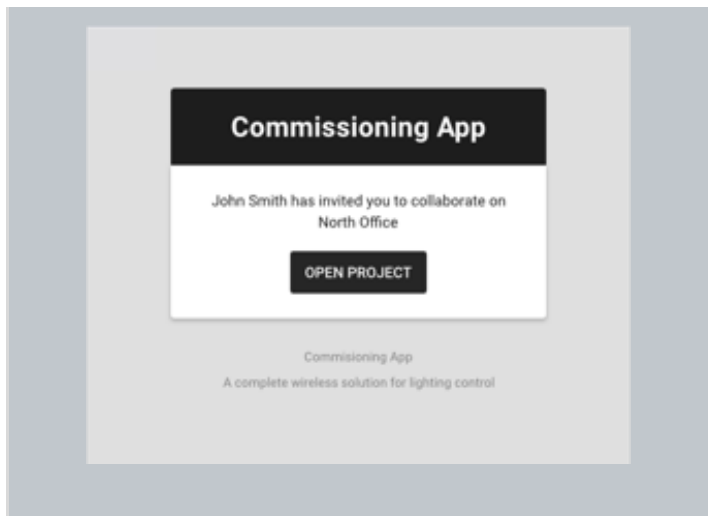 Commissioning App
John Smith has invited you to collaborate on
North Office
OPEN PROJECT
Commisioning App
A complete wireless solution for lighting control